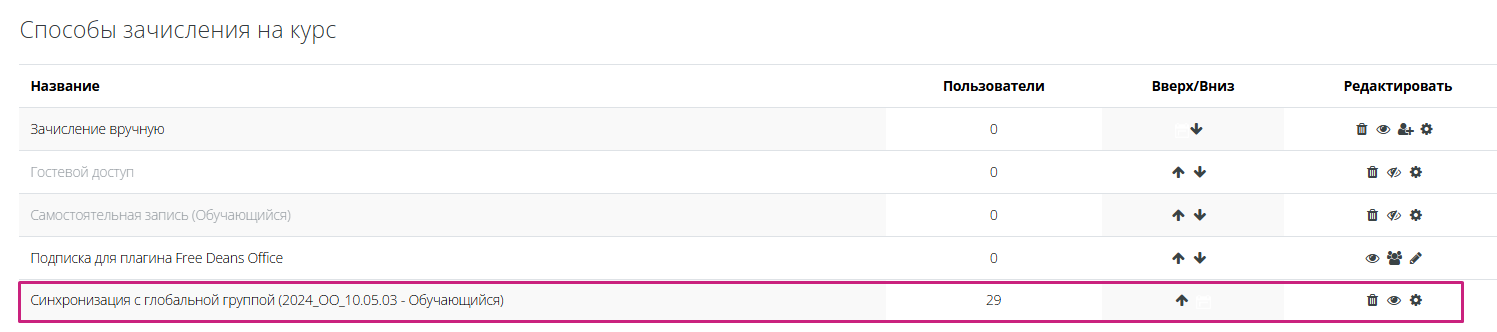 Способы зачисления на курс
Название Пользователи Вверх/Вниз Редактировать
Зачисление вручную 0
Гостевой доступ 0
Самостоятельная запись (Обучающийся) 0
Подписка для плагина Free Deans Office 0
Синхронизация с глобальной группой (2024_ОО_10.05.03 - Обучающийся) 29